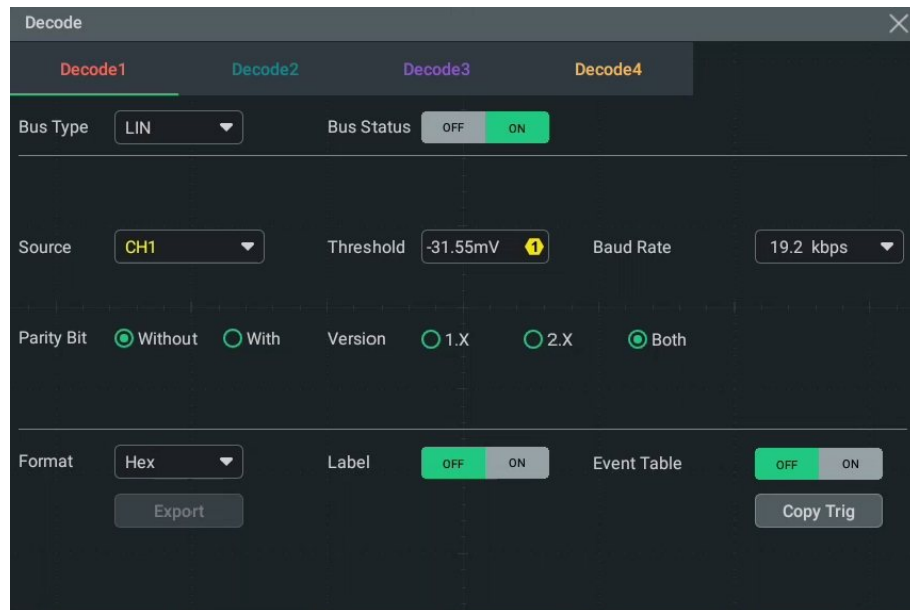 Decode
Decode1 Decode2 Decode3 Decode4
Bus Type LIN Bus Status OFF ON
Source CH1 Threshold -31.55mV 1 Baud Rate 19.2 kbps
Parity Bit Without With Version 1.X 2.X Both
Format Hex Label OFF ON Event Table OFF ON
Export Copy Trig